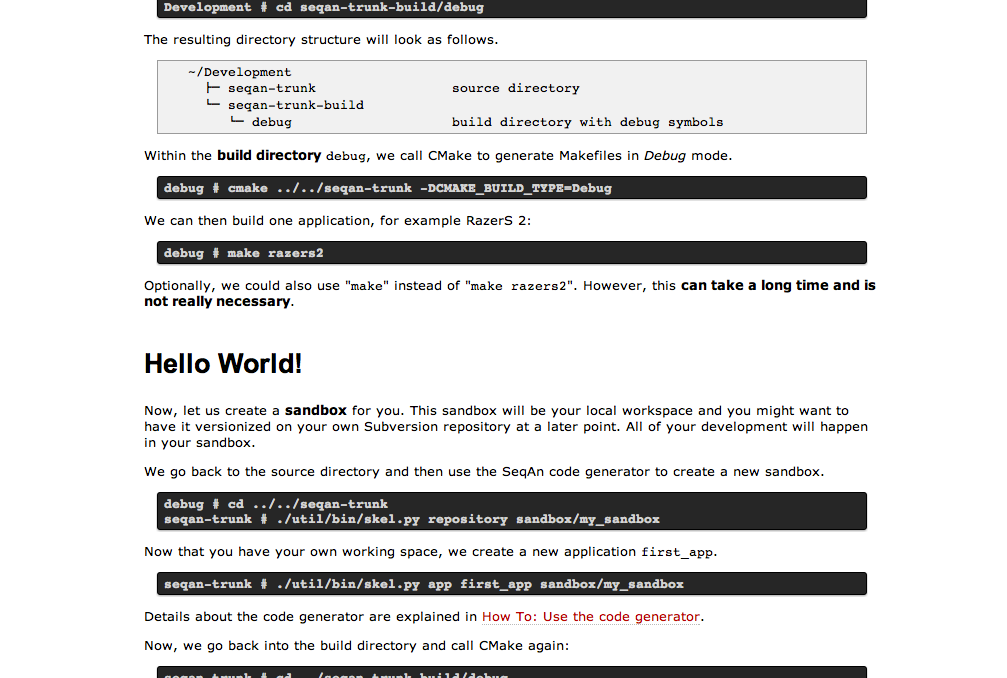 Development # cd seqan-trunk-build/debug
The resulting directory structure will look as follows.
~/Development
├─ seqan-trunk source directory
└─ seqan-trunk-build
└─ debug build directory with debug symbols
Within the build directory debug, we call CMake to generate Makefiles in Debug mode.
debug # cmake ../../seqan-trunk -DCMAKE_BUILD_TYPE=Debug
We can then build one application, for example RazerS 2:
debug # make razers2
Optionally, we could also use "make" instead of "make razers2". However, this can take a long time and is
not really necessary.
Hello World!
Now, let us create a sandbox for you. This sandbox will be your local workspace and you might want to
have it versionized on your own Subversion repository at a later point. All of your development will happen
in your sandbox.
We go back to the source directory and then use the SeqAn code generator to create a new sandbox.
debug # cd ../../seqan-trunk
seqan-trunk # ./util/bin/skel.py repository sandbox/my_sandbox
Now that you have your own working space, we create a new application first_app.
seqan-trunk # ./util/bin/skel.py app first_app sandbox/my_sandbox
Details about the code generator are explained in How To: Use the code generator.
Now, we go back into the build directory and call CMake again:
seqan-trunk # cd ../seqan-trunk-build/debug